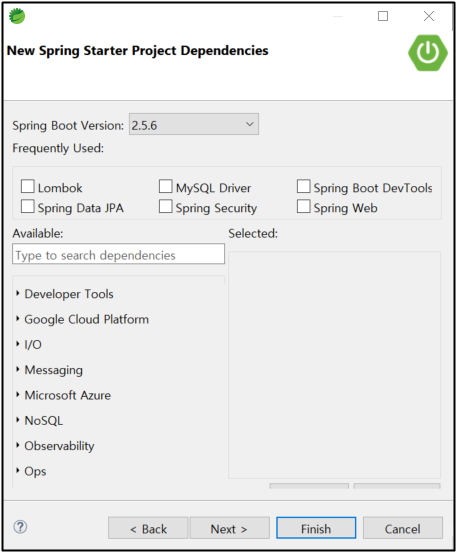 New Spring Starter Project Dependencies
Spring Boot Version: 2.5.6
Frequently Used:
Lombok MySQL Driver Spring Boot DevTools
Spring Data JPA Spring Security Spring Web
Available: Selected:
Type to search dependencies
Developer Tools
Google Cloud Platform
I/O
Messaging
Microsoft Azure
NoSQL
Observability
Ops
? < Back Next > Finish Cancel